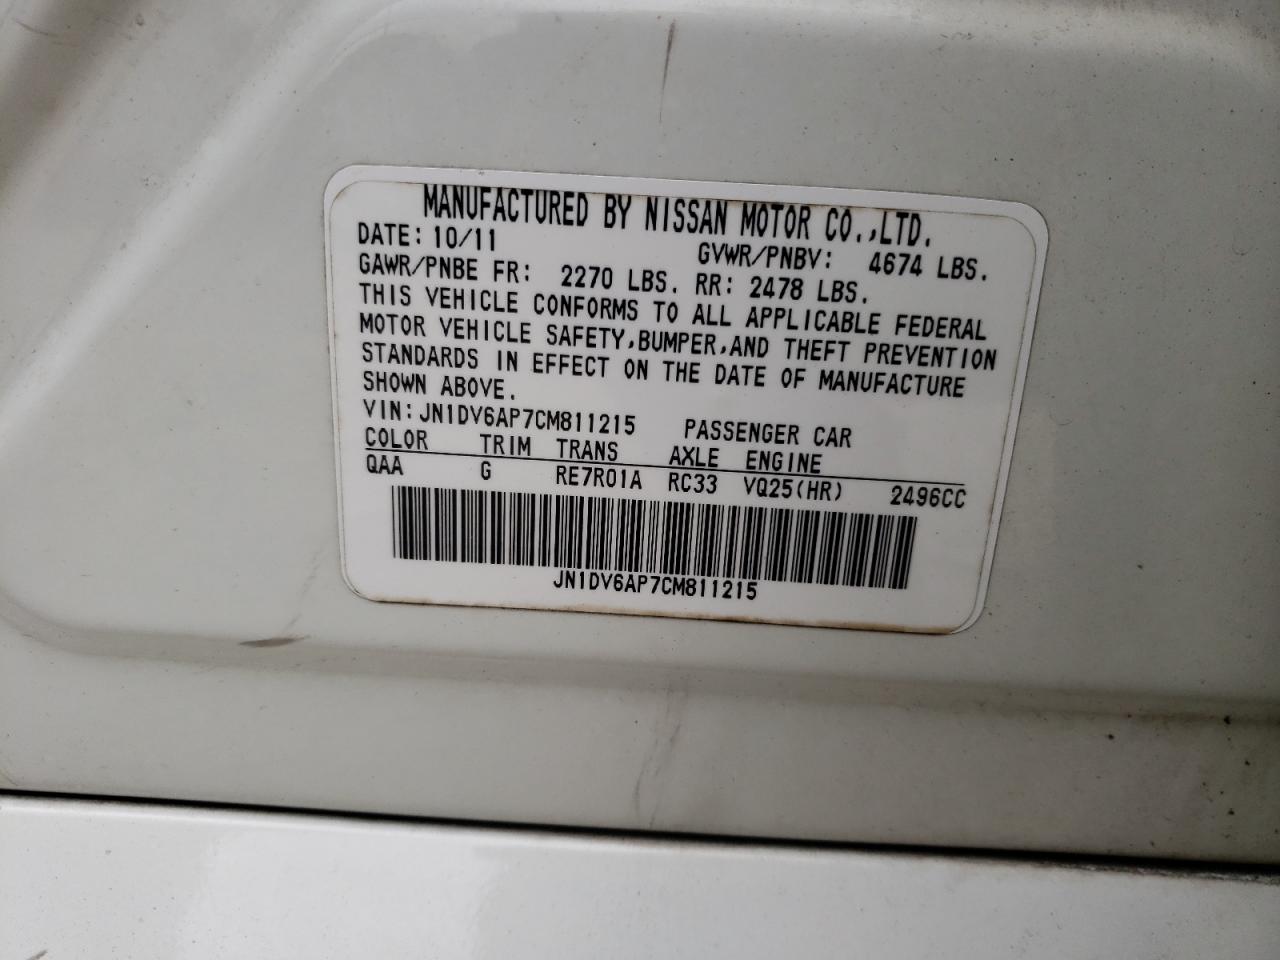 MANUFACTURED BY NISSAN MOTOR CO.,LTD.
DATE: 10/11 GVWR/PNBV: 4674 LBS.
GAWR/PNBE FR: 2270 LBS. RR: 2478 LBS.
THIS VEHICLE CONFORMS TO ALL APPLICABLE FEDERAL
MOTOR VEHICLE SAFETY,BUMPER,AND THEFT PREVENTION
STANDARDS IN EFFECT ON THE DATE OF MANUFACTURE
SHOWN ABOVE.
VIN: JN1DV6AP7CM811215 PASSENGER CAR
COLOR TRIM TRANS AXLE ENGINE
QAA G RE7R01A RC33 VQ25(HR) 2496CC
JN1DV6AP7CM811215